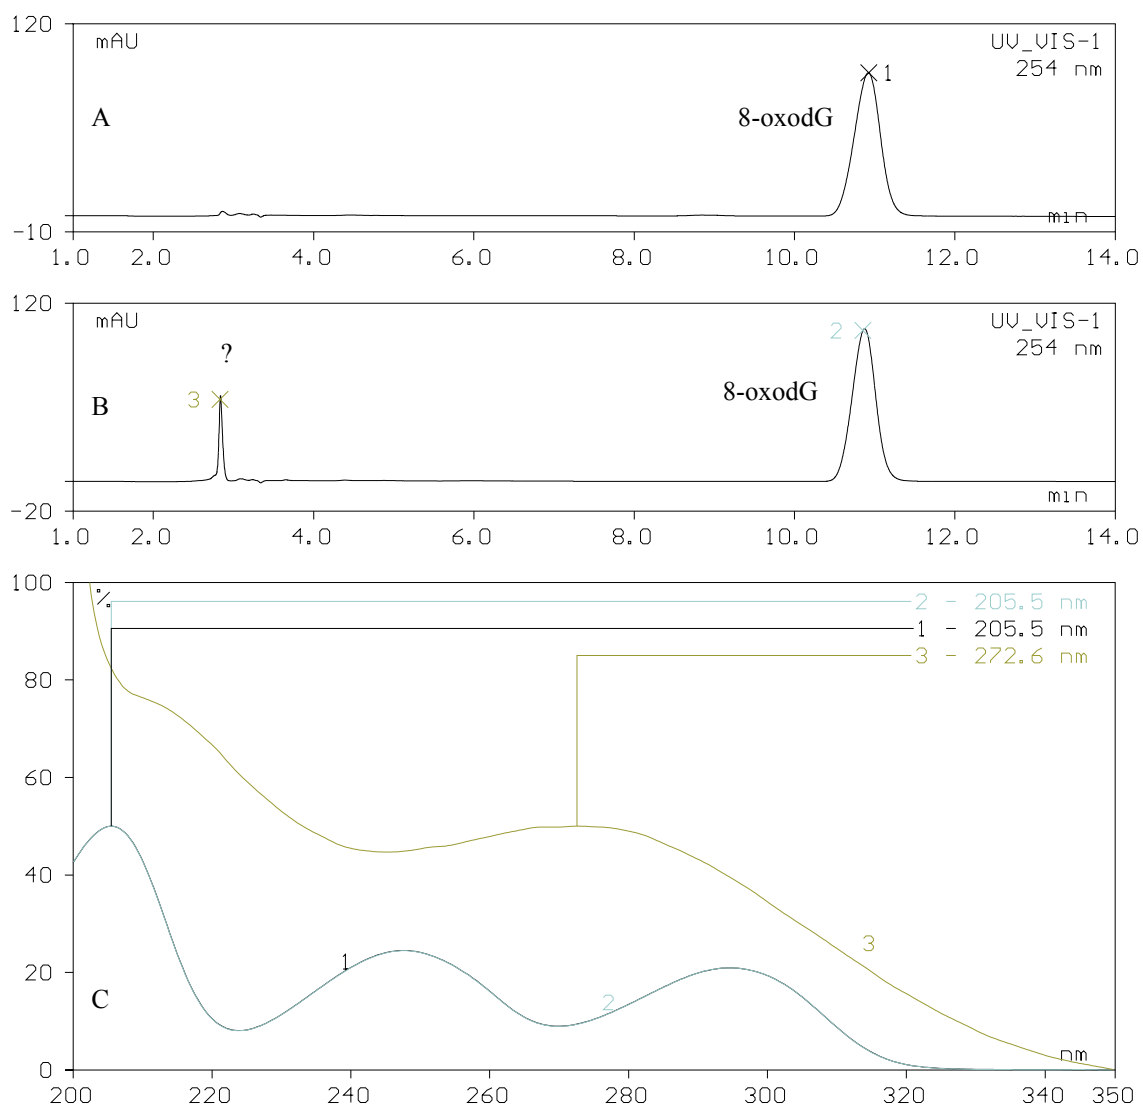 120
mAU
UV_VIS-1
254 nm
1
A
8-oxodG
min
-10
1.0 2.0 4.0 6.0 8.0 10.0 12.0 14.0
120
mAU
UV_VIS-1
254 nm
2
?
3
8-oxodG
B
min
-20
1.0 2.0 4.0 6.0 8.0 10.0 12.0 14.0
100
%
2 - 205.5 nm
1 - 205.5 nm
3 - 272.6 nm
80
60
40
3
1
20
2
C
nm
0
200 220 240 260 280 300 320 340 350